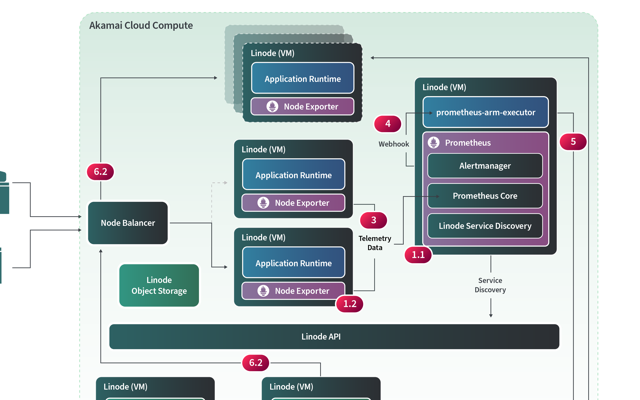 Akamai Cloud Compute
Linode (VM)
Application Runtime
Node Exporter
Linode (VM)
prometheus-arm-executor
Prometheus
Alertmanager
Prometheus Core
Linode Service Discovery
4
Webhook
5
Linode (VM)
Application Runtime
Node Exporter
6.2
Node Balancer
3
Telemetry
Data
1.1
Linode (VM)
Application Runtime
Node Exporter
1.2
Linode
Object Storage
Service
Discovery
Linode API
6.2
Linode (VM)
Linode (VM)